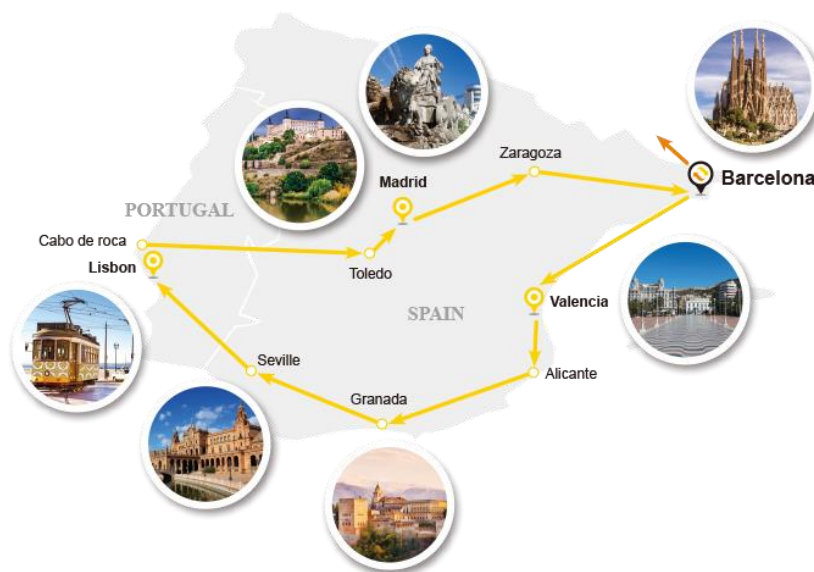 Zaragoza
Barcelona
Madrid
PORTUGAL
Cabo de roca
Lisbon
Toledo
SPAIN
Valencia
Seville
Alicante
Granada